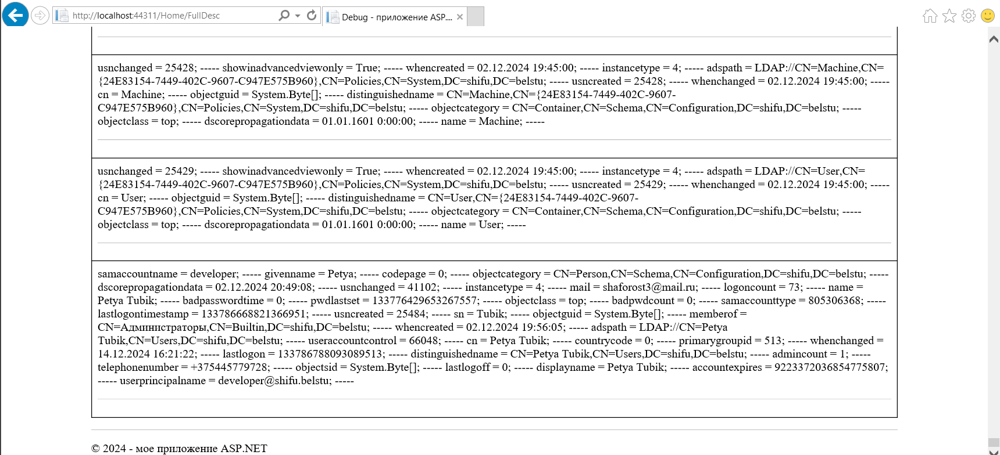 http://localhost:44311/Home/FullDesc
Debug - приложение ASP....
usnchanged = 25428; ----- showinadvancedviewonly = True; ----- whencreated = 02.12.2024 19:45:00; ----- instancetype = 4; ----- adspath = LDAP://CN=Machine,CN=
{24E83154-7449-402C-9607-C947E575B960},CN=Policies,CN=System,DC=shifu,DC=belstu; ----- usncreated = 25428; ----- whenchanged = 02.12.2024 19:45:00; -----
cn = Machine; ----- objectguid = System.Byte[]; ----- distinguishedname = CN=Machine,CN={24E83154-7449-402C-9607-
C947E575B960},CN=Policies,CN=System,DC=shifu,DC=belstu; ----- objectcategory = CN=Container,CN=Schema,CN=Configuration,DC=shifu,DC=belstu; -----
objectclass = top; ----- dscorepropagationdata = 01.01.1601 0:00:00; ----- name = Machine; -----
usnchanged = 25429; ----- showinadvancedviewonly = True; ----- whencreated = 02.12.2024 19:45:00; ----- instancetype = 4; ----- adspath = LDAP://CN=User,CN=
{24E83154-7449-402C-9607-C947E575B960},CN=Policies,CN=System,DC=shifu,DC=belstu; ----- usncreated = 25429; ----- whenchanged = 02.12.2024 19:45:00; -----
cn = User; ----- objectguid = System.Byte[]; ----- distinguishedname = CN=User,CN={24E83154-7449-402C-9607-
C947E575B960},CN=Policies,CN=System,DC=shifu,DC=belstu; ----- objectcategory = CN=Container,CN=Schema,CN=Configuration,DC=shifu,DC=belstu; -----
objectclass = top; ----- dscorepropagationdata = 01.01.1601 0:00:00; ----- name = User; -----
samaccountname = developer; ----- givenname = Petya; ----- codepage = 0; ----- objectcategory = CN=Person,CN=Schema,CN=Configuration,DC=shifu,DC=belstu; -----
dscorepropagationdata = 02.12.2024 20:49:08; ----- usnchanged = 41102; ----- instancetype = 4; ----- mail = shaforost3@mail.ru; ----- logoncount = 73; ----- name =
Petya Tubik; ----- badpasswordtime = 0; ----- pwdlastset = 133776429653267557; ----- objectclass = top; ----- badpwdcount = 0; ----- samaccounttype = 805306368; -----
lastlogontimestamp = 133786668821366951; ----- usncreated = 25484; ----- sn = Tubik; ----- objectguid = System.Byte[]; ----- memberof =
CN=Администраторы,CN=Builtin,DC=shifu,DC=belstu; ----- whencreated = 02.12.2024 19:56:05; ----- adspath = LDAP://CN=Petya
Tubik,CN=Users,DC=shifu,DC=belstu; ----- useraccountcontrol = 66048; ----- cn = Petya Tubik; ----- countrycode = 0; ----- primarygroupid = 513; ----- whenchanged =
14.12.2024 16:21:22; ----- lastlogon = 133786788093089513; ----- distinguishedname = CN=Petya Tubik,CN=Users,DC=shifu,DC=belstu; ----- admincount = 1; -----
telephonenumber = +375445779728; ----- objectsid = System.Byte[]; ----- lastlogoff = 0; ----- displayname = Petya Tubik; ----- accountexpires = 9223372036854775807;
----- userprincipalname = developer@shifu.belstu; -----
© 2024 - мое приложение ASP.NET